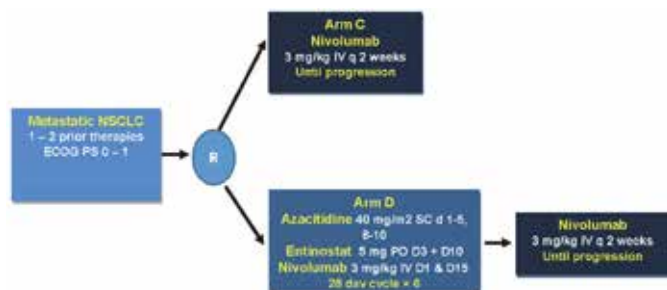 Arm C
Nivolumab
3 mg/kg IV q 2 weeks
Until progression
Metastatic NSCLC
1 – 2 prior therapies
ECOG PS 0 – 1
R
Arm D
Azacitidine 40 mg/m2 SC d 1-5,
8-10
Entinostat 5 mg PO D3 + D10
Nivolumab 3 mg/kg IV D1 & D15
28 day cycle × 6
Nivolumab
3 mg/kg IV q 2 weeks
Until progression